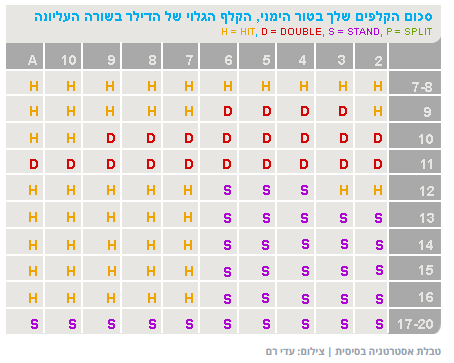 סכום הקלפים שלך בטור הימני, הקלף הגלוי של הדילר בשורה העליונה
H = HIT, D = DOUBLE, S = STAND, P = SPLIT
A 10 9 8 7 6 5 4 3 2
H H H H H H H H H H 7-8
H H H H H D D D D H 9
H H D D D D D D D D 10
D D D D D D D D D D 11
H H H H H S S S H H 12
H H H H H S S S S S 13
H H H H H S S S S S 14
H H H H H S S S S S 15
H H H H H S S S S S 16
S S S S S S S S S S 17-20
טבלת אסטרטגיה בסיסית | צילום: עדי רם